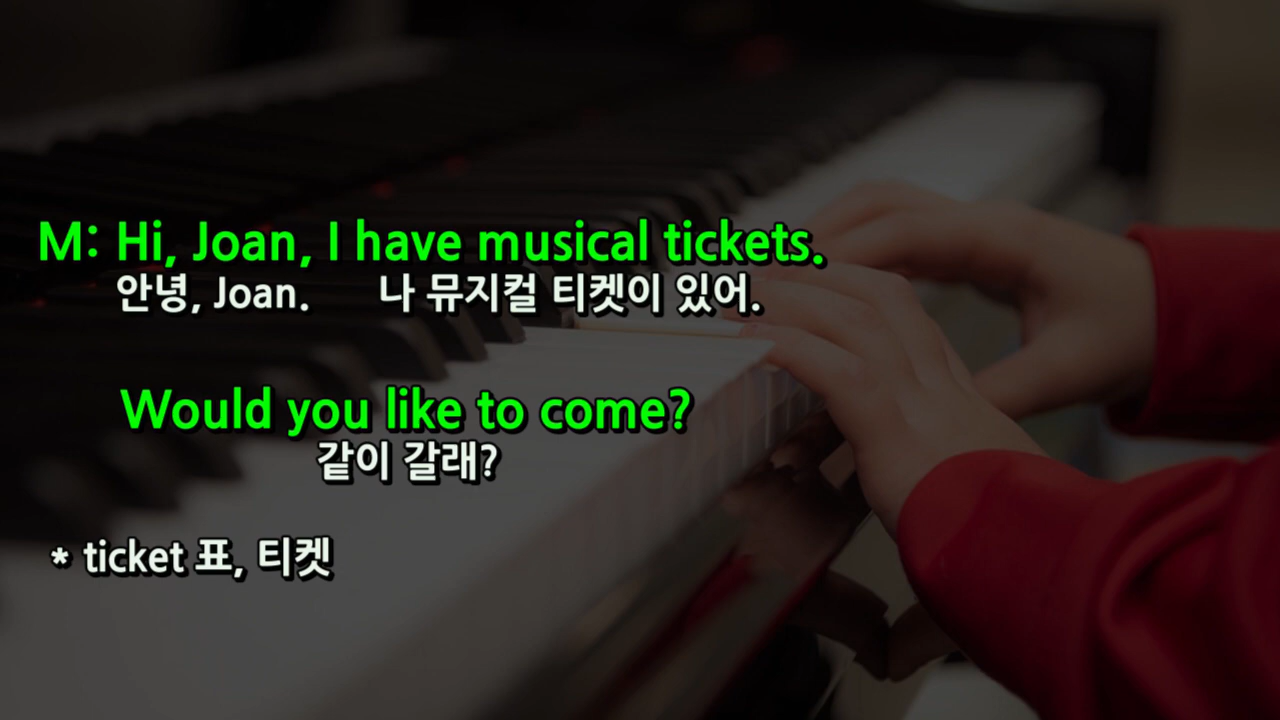 M: Hi, Joan, I have musical tickets.
안녕, Joan. 나 뮤지컬 티켓이 있어.
Would you like to come?
같이 갈래?
* ticket 표, 티켓